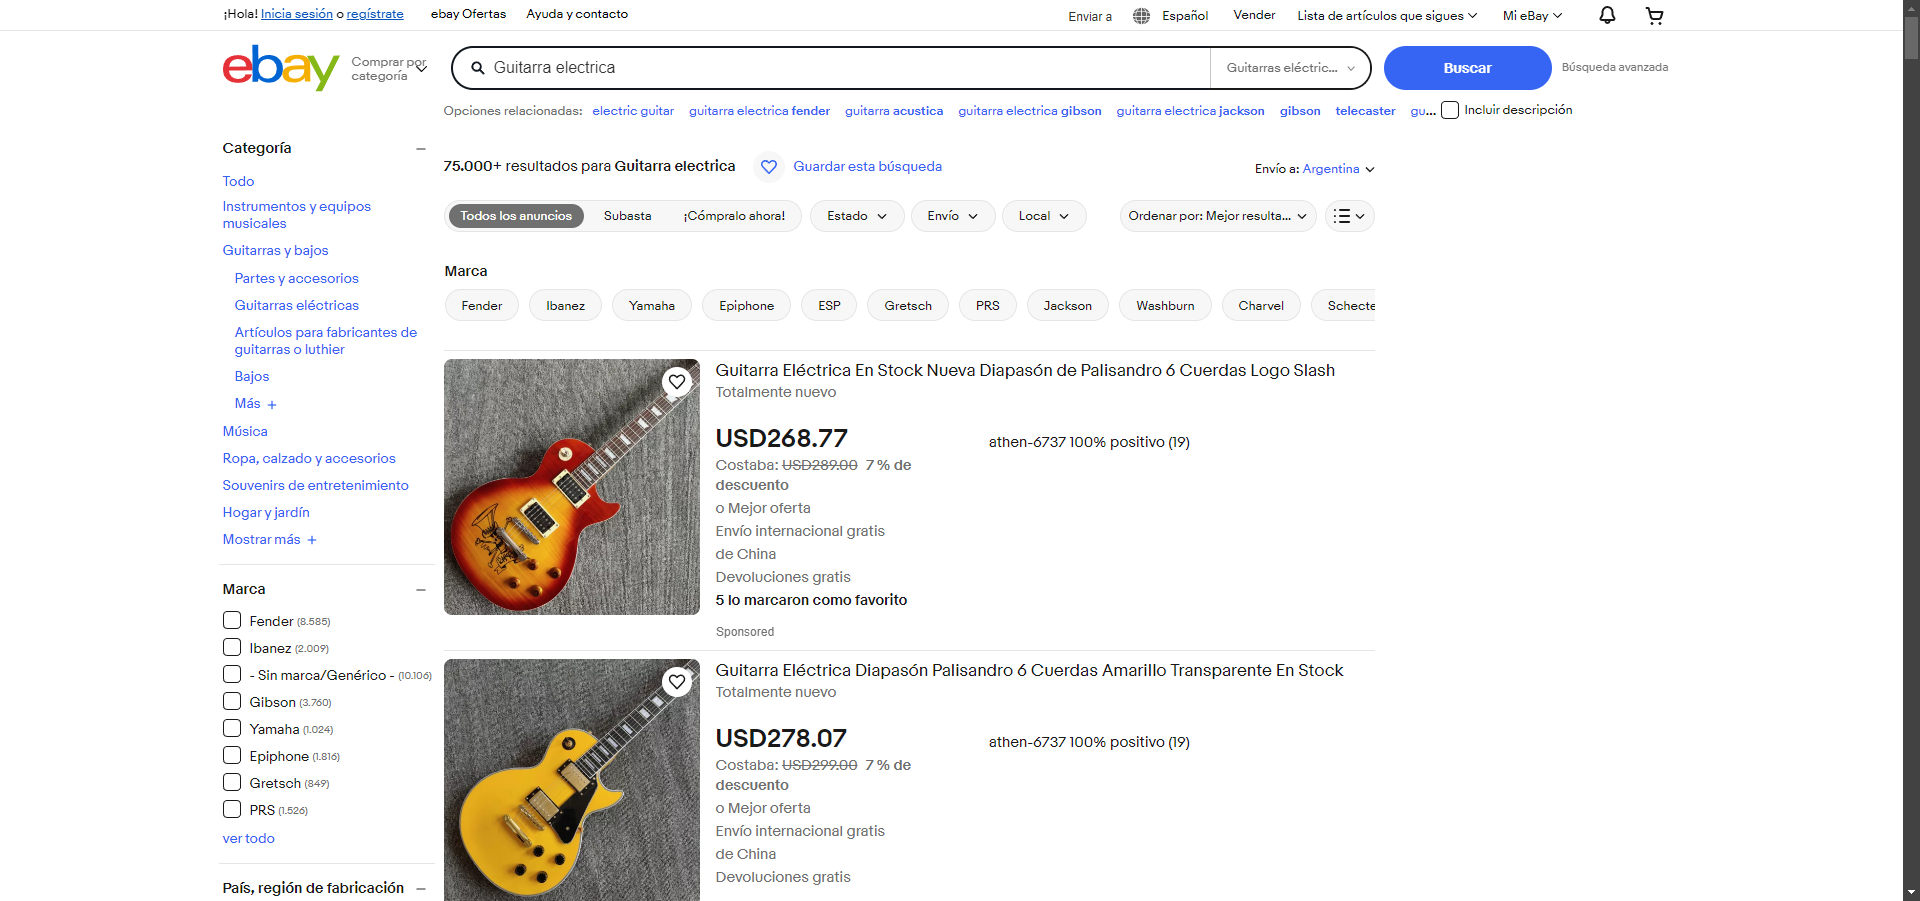 ¡Hola! Inicia sesión o regístrate
ebay Ofertas
Ayuda y contacto
Enviar a
Español
Vender
Lista de artículos que sigues
Mi eBay
ebay
Comprar por
categoría
Guitarra electrica
Guitarras eléctric...
Buscar
Búsqueda avanzada
Opciones relacionadas: electric guitar guitarra electrica fender guitarra acustica guitarra electrica gibson guitarra electrica jackson gibson telecaster gu...
Incluir descripción
Categoría
Todo
Instrumentos y equipos
musicales
Guitarras y bajos
Partes y accesorios
Guitarras eléctricas
Artículos para fabricantes de
guitarras o luthier
Bajos
Más +
Música
Ropa, calzado y accesorios
Souvenirs de entretenimiento
Hogar y jardín
Mostrar más +
Marca
Fender (8.585)
Ibanez (2.009)
- Sin marca/Genérico - (10.106)
Gibson (3.760)
Yamaha (1.024)
Epiphone (1.816)
Gretsch (849)
PRS (1.526)
ver todo
País, región de fabricación
75.000+ resultados para Guitarra electrica
Guardar esta búsqueda
Envío a: Argentina
Todos los anuncios
Subasta
¡Cómpralo ahora!
Estado
Envío
Local
Ordenar por: Mejor resulta...
Marca
Fender
Ibanez
Yamaha
Epiphone
ESP
Gretsch
PRS
Jackson
Washburn
Charvel
Schecte
Guitarra Eléctrica En Stock Nueva Diapasón de Palisandro 6 Cuerdas Logo Slash
Totalmente nuevo
USD268.77
athen-6737 100% positivo (19)
Costaba: USD289.00 7 % de
descuento
o Mejor oferta
Envío internacional gratis
de China
Devoluciones gratis
5 lo marcaron como favorito
Sponsored
Guitarra Eléctrica Diapasón Palisandro 6 Cuerdas Amarillo Transparente En Stock
Totalmente nuevo
USD278.07
athen-6737 100% positivo (19)
Costaba: USD299.00 7 % de
descuento
o Mejor oferta
Envío internacional gratis
de China
Devoluciones gratis